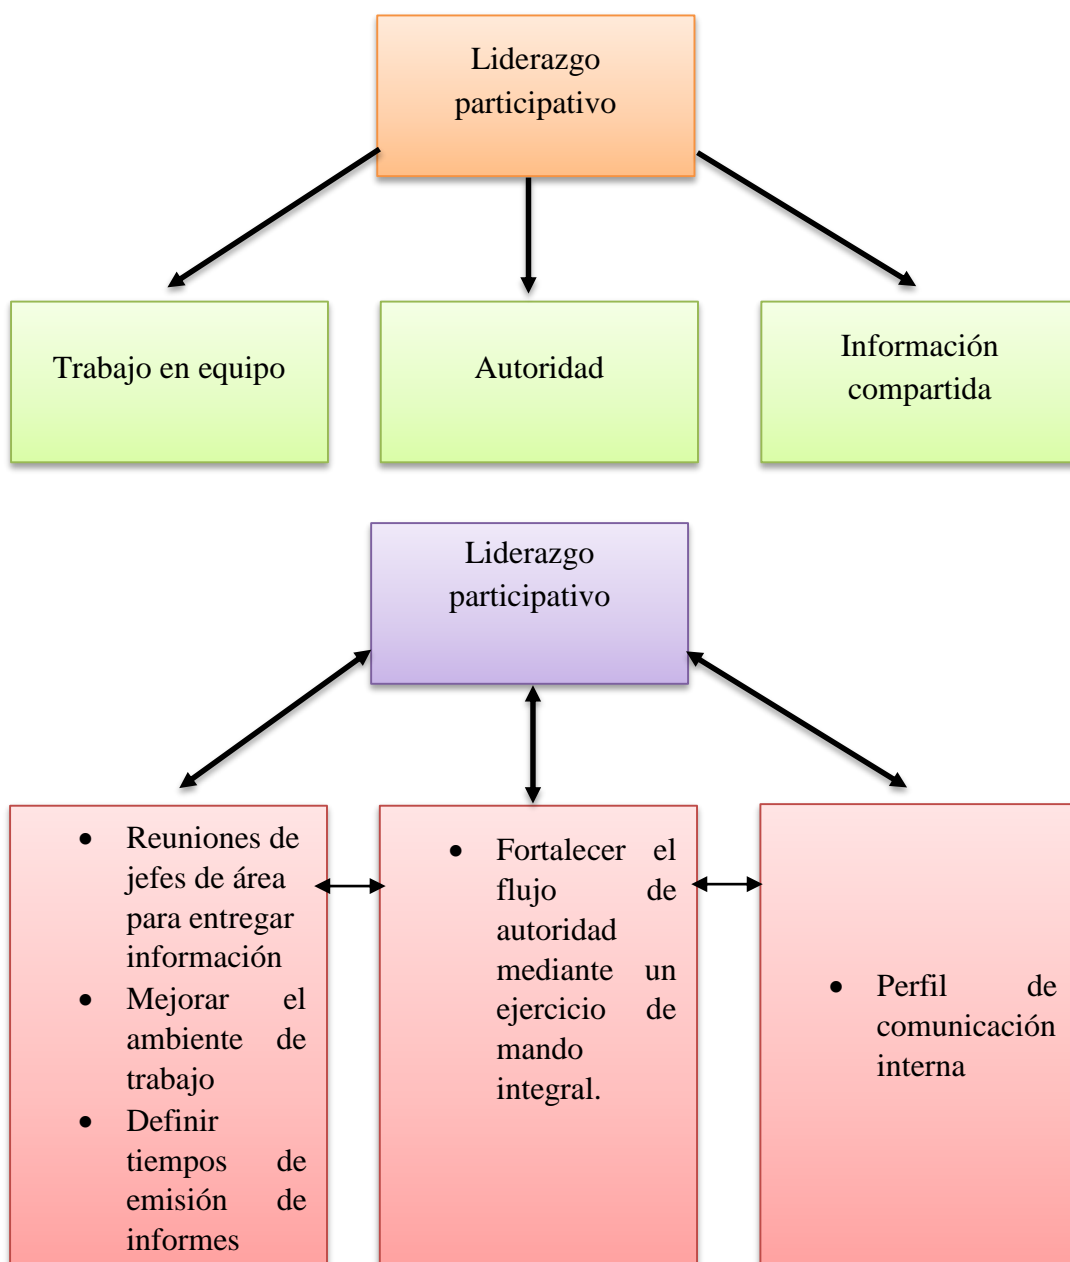 Liderazgo
participativo
Trabajo en equipo
Autoridad
Información
compartida
Liderazgo
participativo
• Reuniones de
jefes de área
para entregar
información
• Mejorar el
ambiente de
trabajo
• Definir
tiempos de
emisión de
informes
• Fortalecer el
flujo de
autoridad
mediante un
ejercicio de
mando
integral.
• Perfil de
comunicación
interna